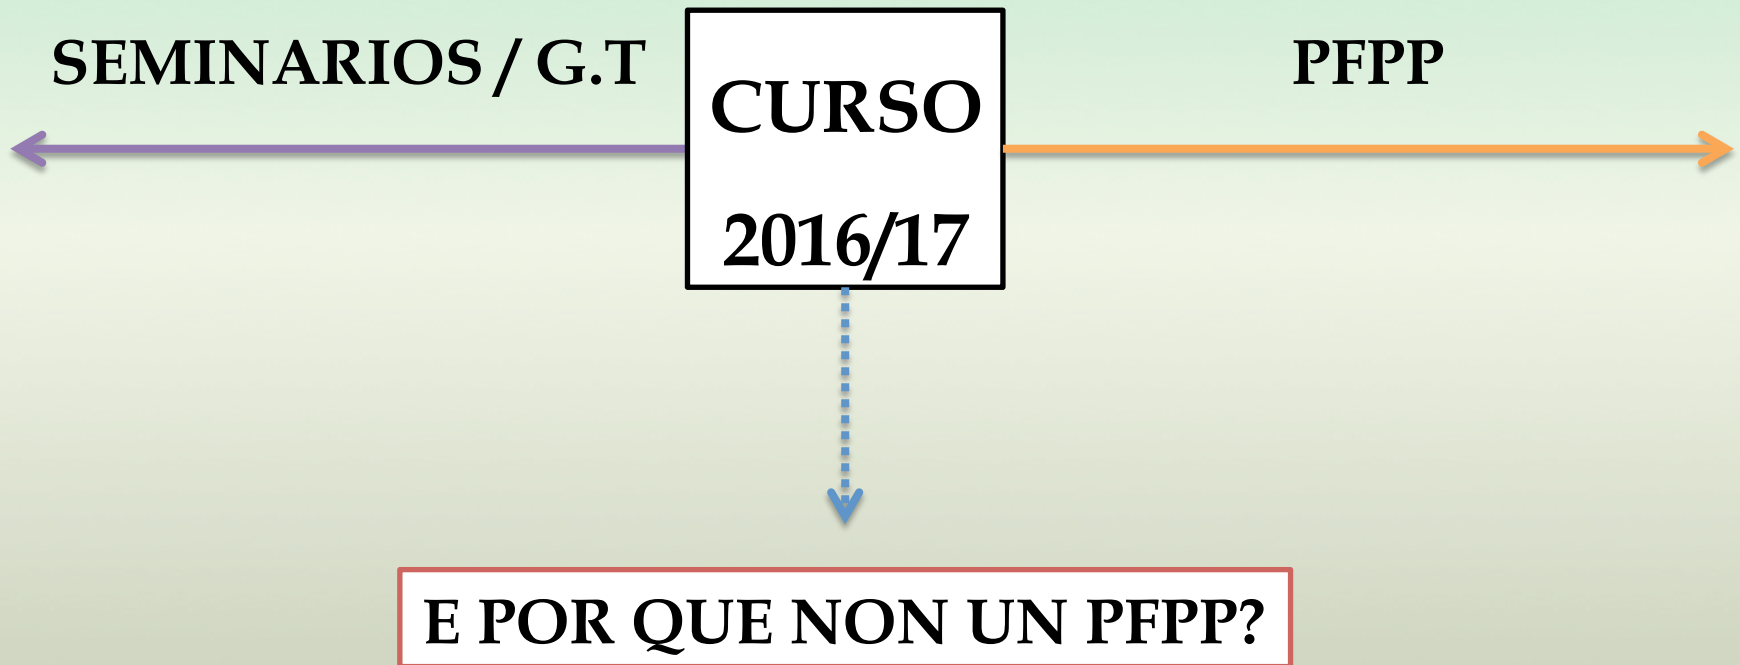 SEMINARIOS / G.T
CURSO
2016/17
PFPP
E POR QUE NON UN PFPP?